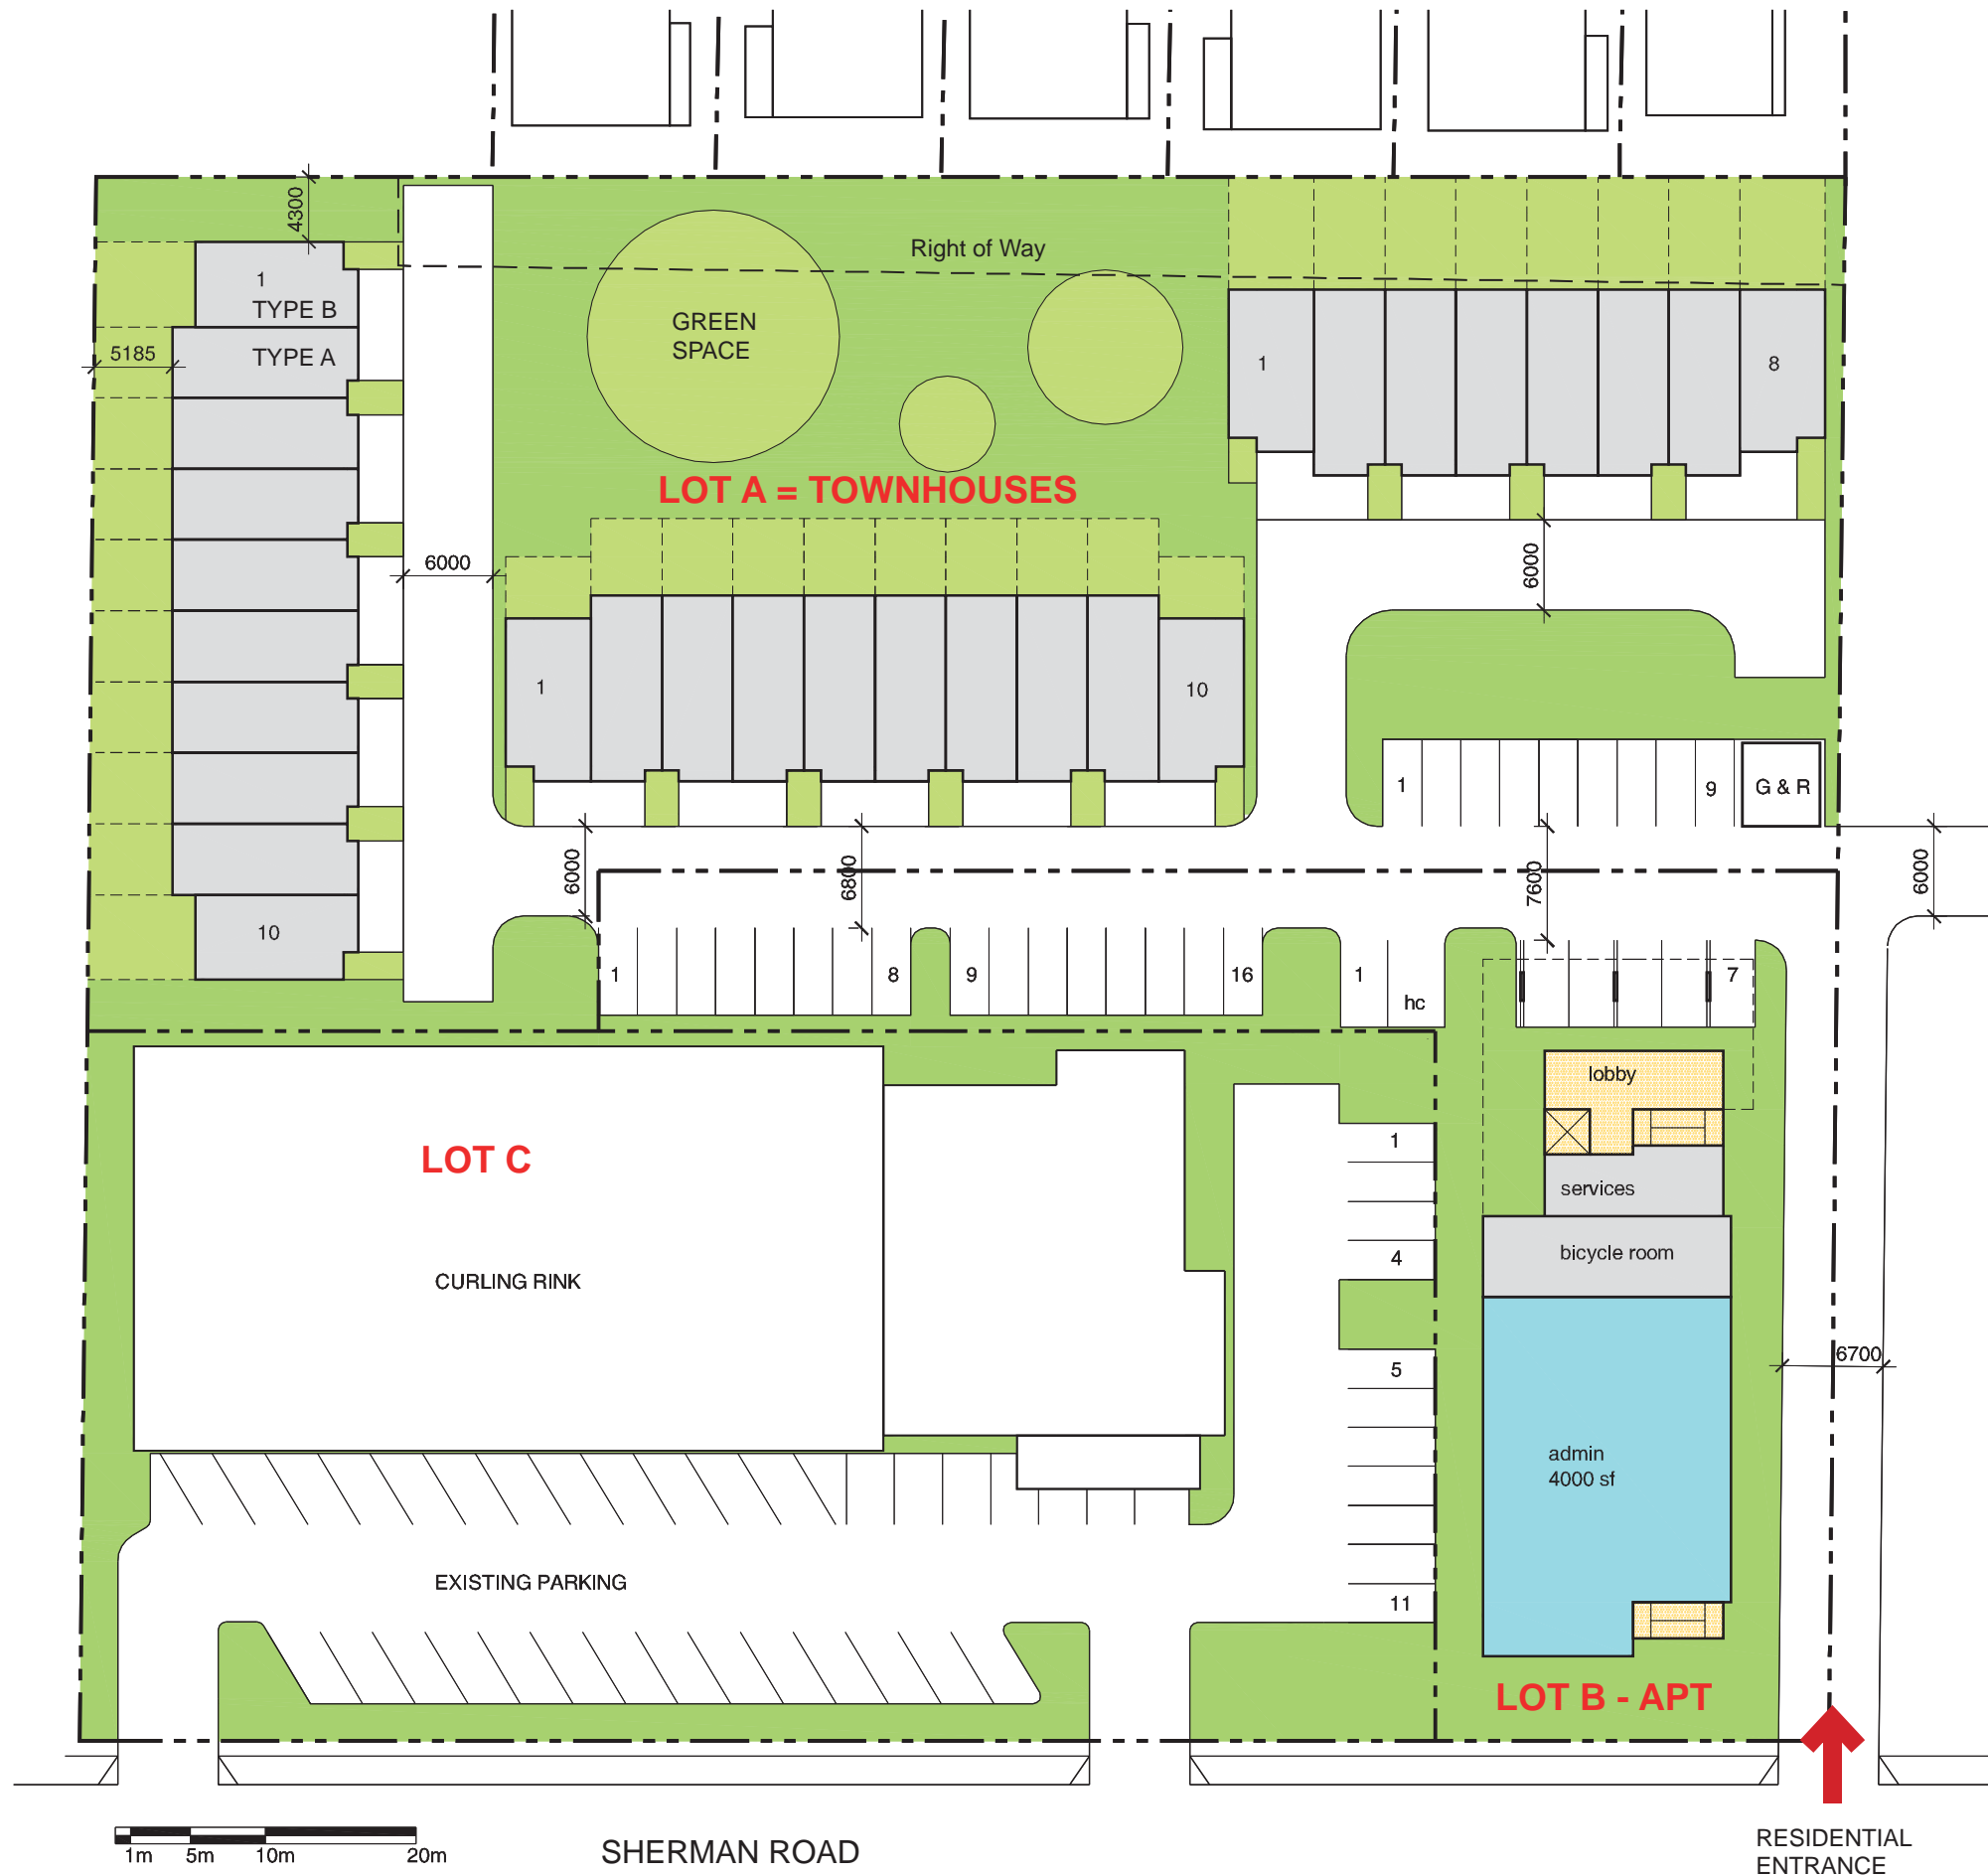 4300
Right of Way
1
TYPE B
GREEN
SPACE
5185
TYPE A
1
8
LOT A = TOWNHOUSES
6000
6000
1
10
1
9
G & R
6000
6800
7600
6000
10
1
8
9
16
1
hc
7
lobby
1
LOT C
services
4
bicycle room
CURLING RINK
5
6700
admin
4000 sf
EXISTING PARKING
11
LOT B - APT
1m
5m
10m
20m
SHERMAN ROAD
RESIDENTIAL
ENTRANCE